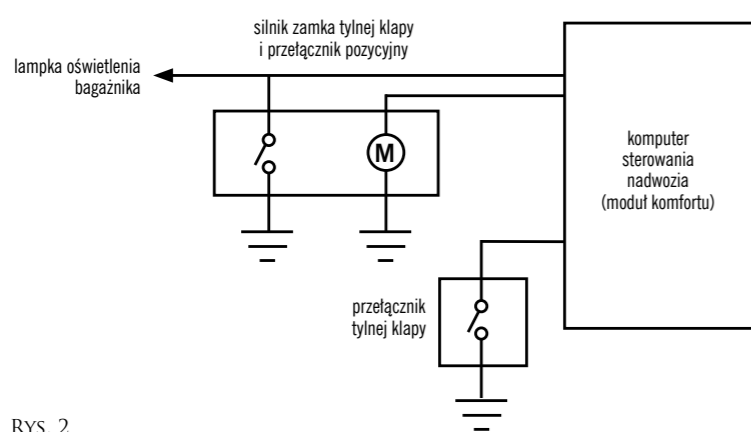 silnik zamka tylnej klapy
i przełącznik pozycyjny
lampka oświetlenia
bagażnika
M
komputer
sterowania
nadwozia
(moduł komfortu)
przełącznik
tylnej klapy
RYS. 2